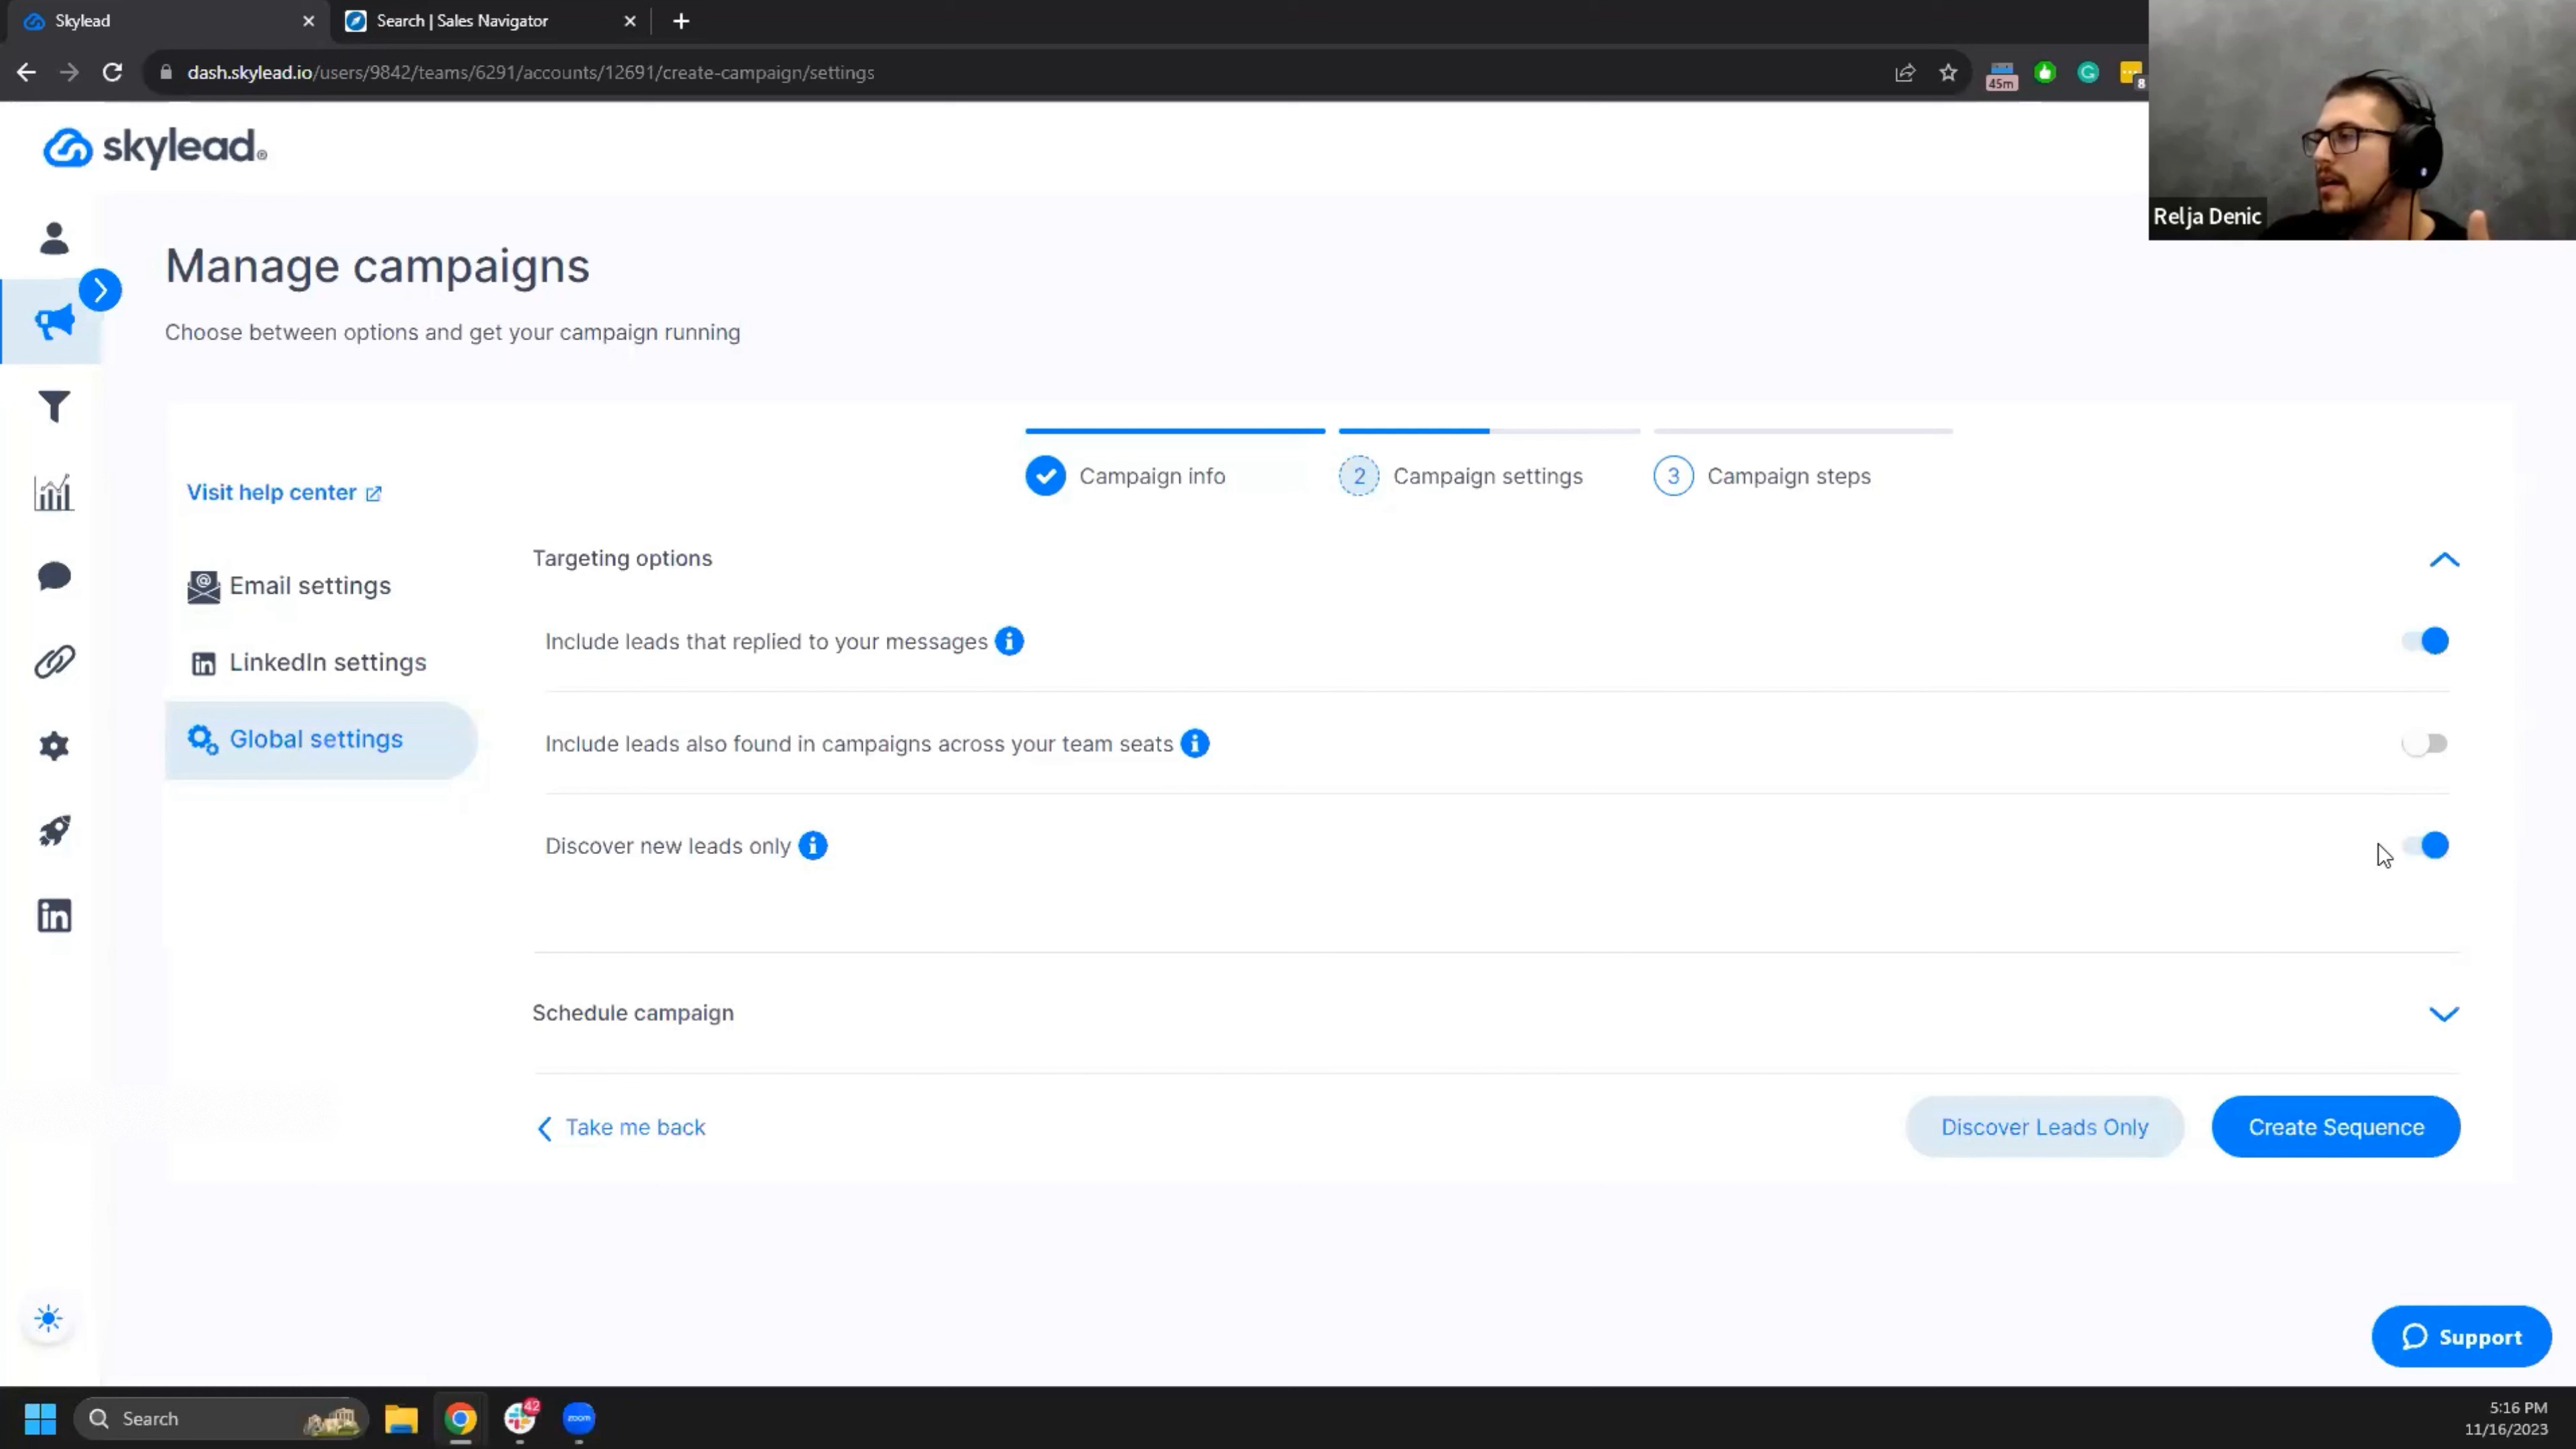 Skylead
Search | Sales Navigator
dash.skylead.io/users/9842/teams/6291/accounts/12691/create-campaign/settings
45m
8
skylead®
Relja Denic
Manage campaigns
Choose between options and get your campaign running
Visit help center
Campaign info
2 Campaign settings
3 Campaign steps
Email settings
LinkedIn settings
Global settings
Targeting options
Include leads that replied to your messages
Include leads also found in campaigns across your team seats
Discover new leads only
Schedule campaign
Take me back
Discover Leads Only
Create Sequence
Support
Search
42
zoom
5:16 PM
11/16/2023